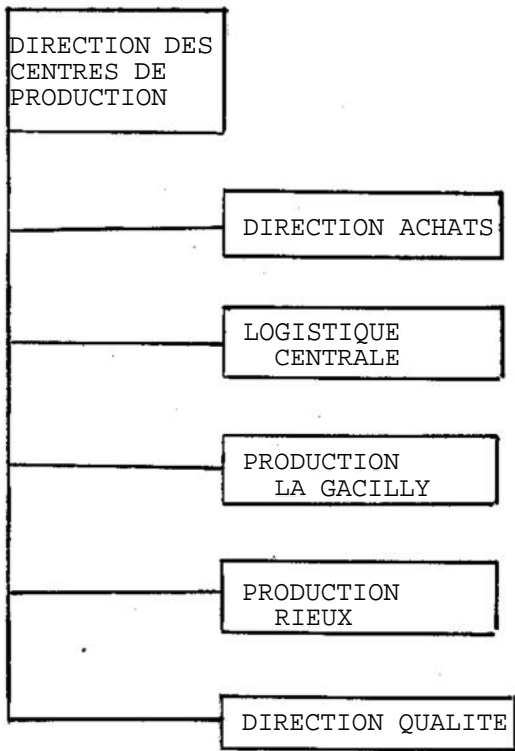 DIRECTION DES
CENTRES DE
PRODUCTION
DIRECTION ACHATS
LOGISTIQUE
CENTRALE
PRODUCTION
LA GACILLY
PRODUCTION
RIEUX
DIRECTION QUALITE